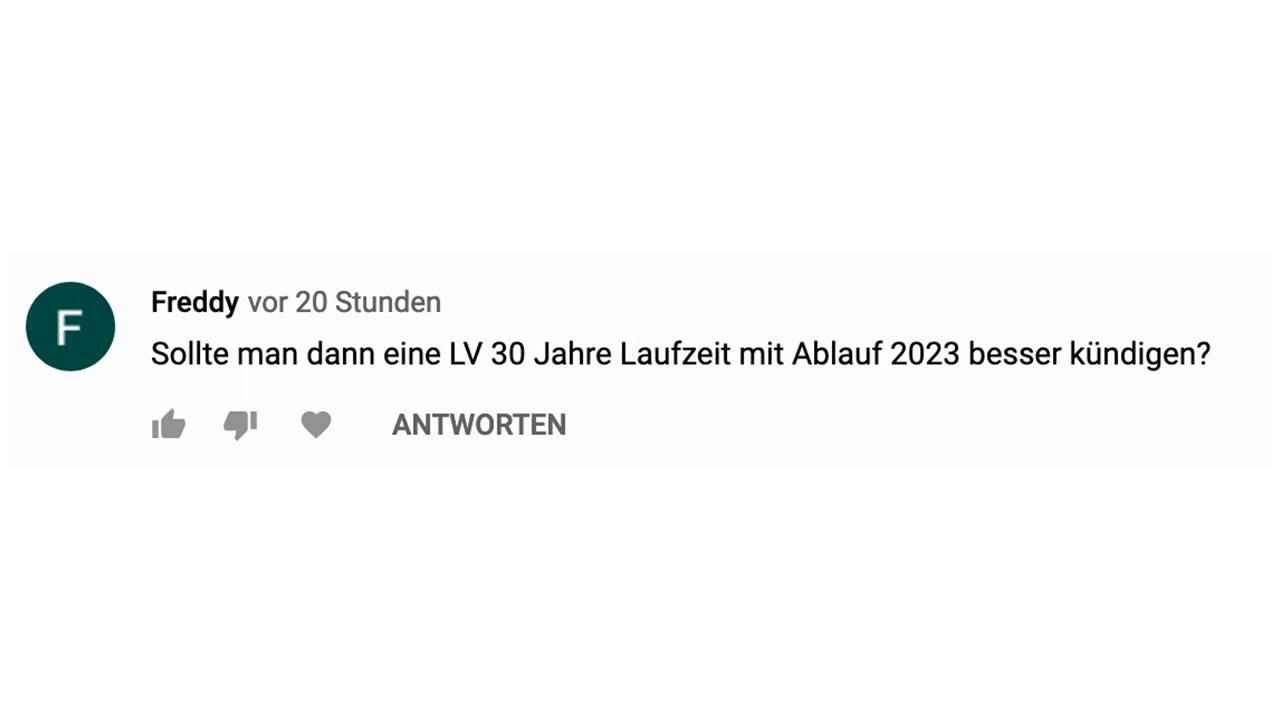 F
Freddy vor 20 Stunden
Sollte man dann eine LV 30 Jahre Laufzeit mit Ablauf 2023 besser kündigen?
ANTWORTEN